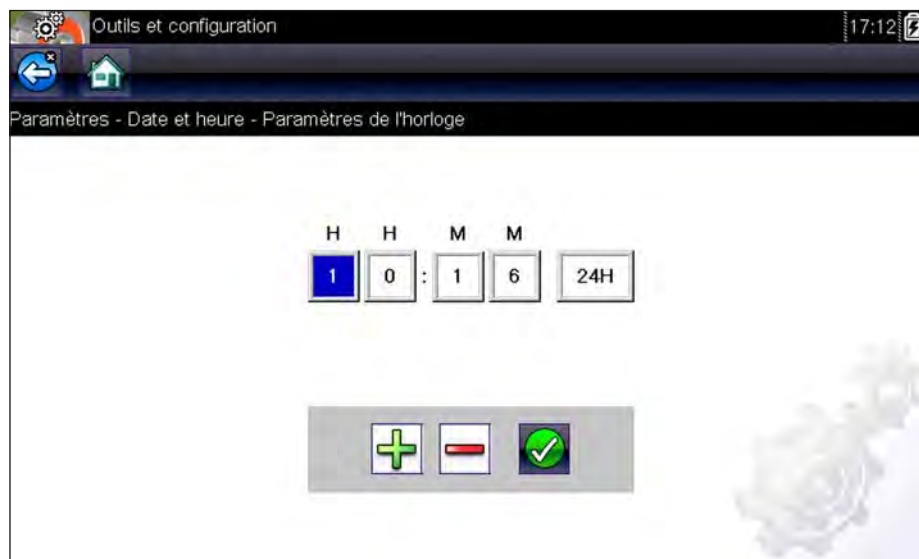 Outils et configuration 17:12
Paramètres - Date et heure - Paramètres de l'horloge
H H M M
1 0 : 1 6 24H